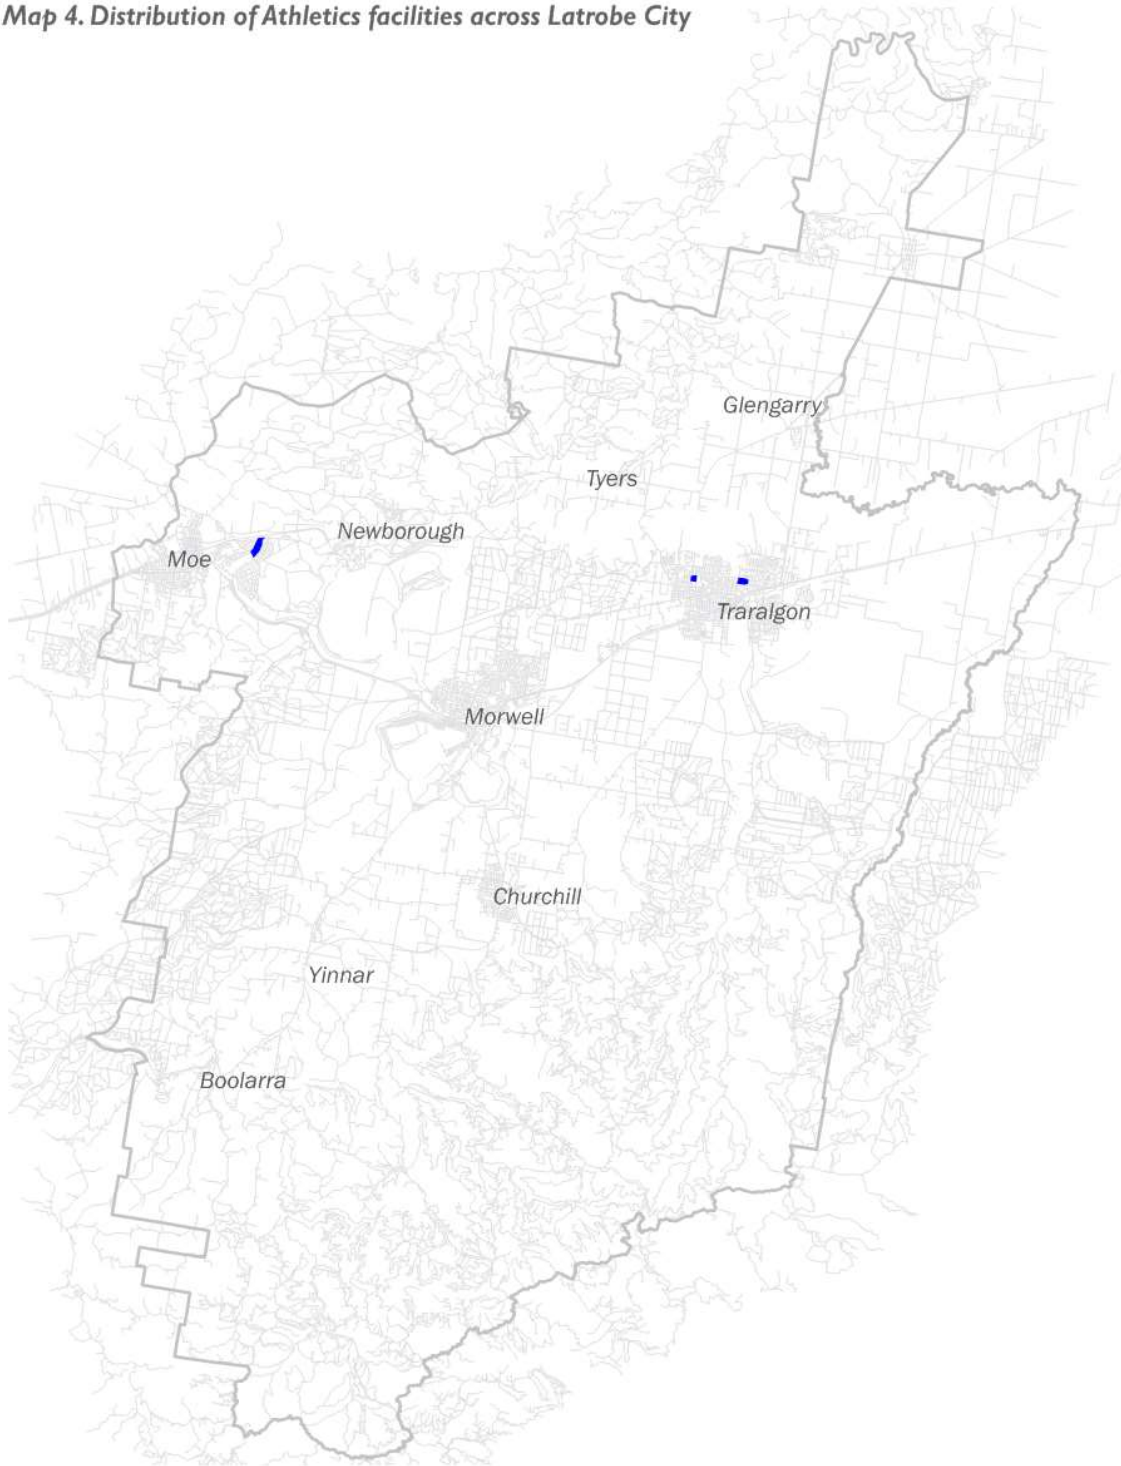 Map 4. Distribution of Athletics facilities across Latrobe City
Glengarry
Tyers
Newborough
Moe
Traralgon
Morwell
Churchill
Yinnar
Boolarra